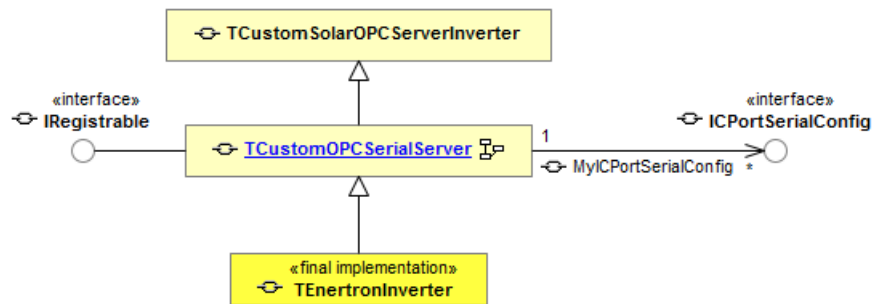 TCustomSolarOPCServerInverter
«interface»
IRegistrable
«interface»
ICPortSerialConfig
TCustomOPCSerialServer
1
MyICPortSerialConfig *
«final implementation»
TEnertronInverter